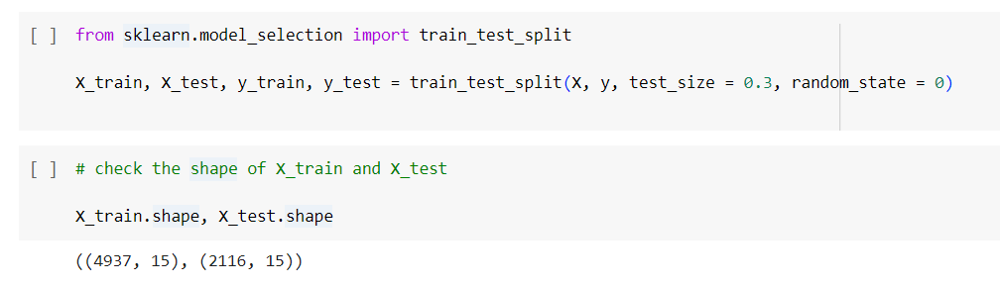 [ ] from sklearn.model_selection import train_test_split
X_train, X_test, y_train, y_test = train_test_split(X, y, test_size = 0.3, random_state = 0)
[ ] # check the shape of X_train and X_test
X_train.shape, X_test.shape
((4937, 15), (2116, 15))